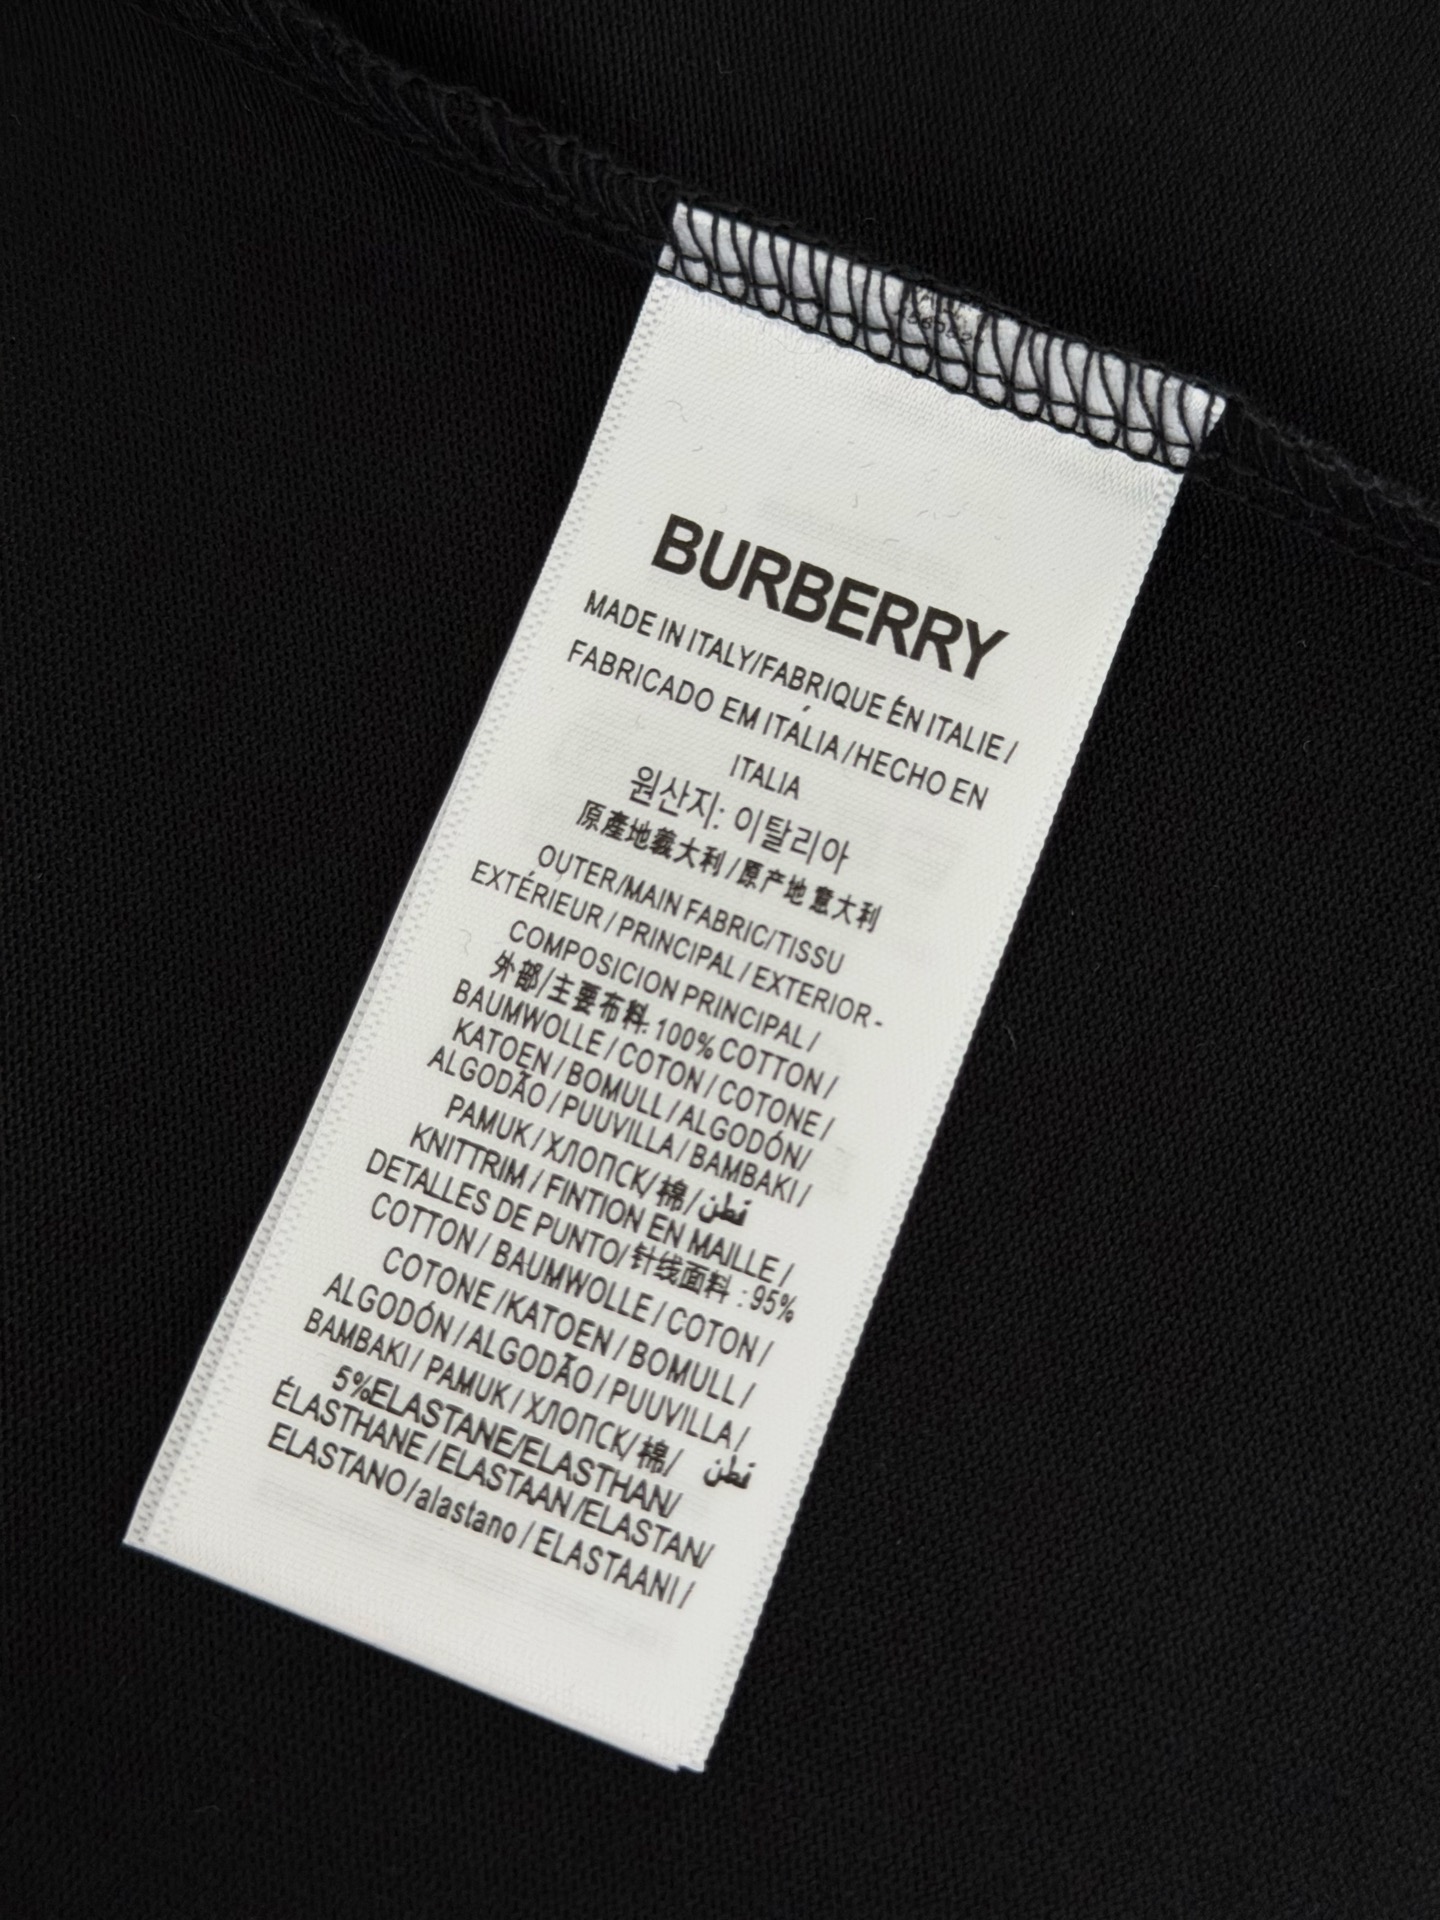 BURBERRY
MADE IN ITALY/FABRIQUE ÉN ITALIE /
FABRICADO EM ITÁLIA / HECHO EN
ITALIA
원산지: 이탈리아
原產地義大利 / 原产地 意大利
OUTER/MAIN FABRIC/TISSU
EXTÉRIEUR / PRINCIPAL / EXTERIOR -
COMPOSICION PRINCIPAL /
外部/主要布料: 100% COTTON /
BAUMWOLLE / COTON / COTONE /
KATOEN / BOMULL / ALGODÓN/
ALGODÃO / PUUVILLA / BAMBAKI /
PAMUK / ХЛОПСК/ 棉/ قطن
KNITTRIM / FINTION EN MAILLE /
DETALLES DE PUNTO/ 针线面料 : 95%
COTTON / BAUMWOLLE / COTON /
COTONE /KATOEN / BOMULL /
ALGODÓN / ALGODÃO / PUUVILLA /
BAMBAKI / PAMUK / ХЛОПСК/ 棉/ قطن
5%ELASTANE/ELASTHAN/
ÉLASTHANE / ELASTAAN /ELASTAN/
ELASTANO/alastano / ELASTAANI /